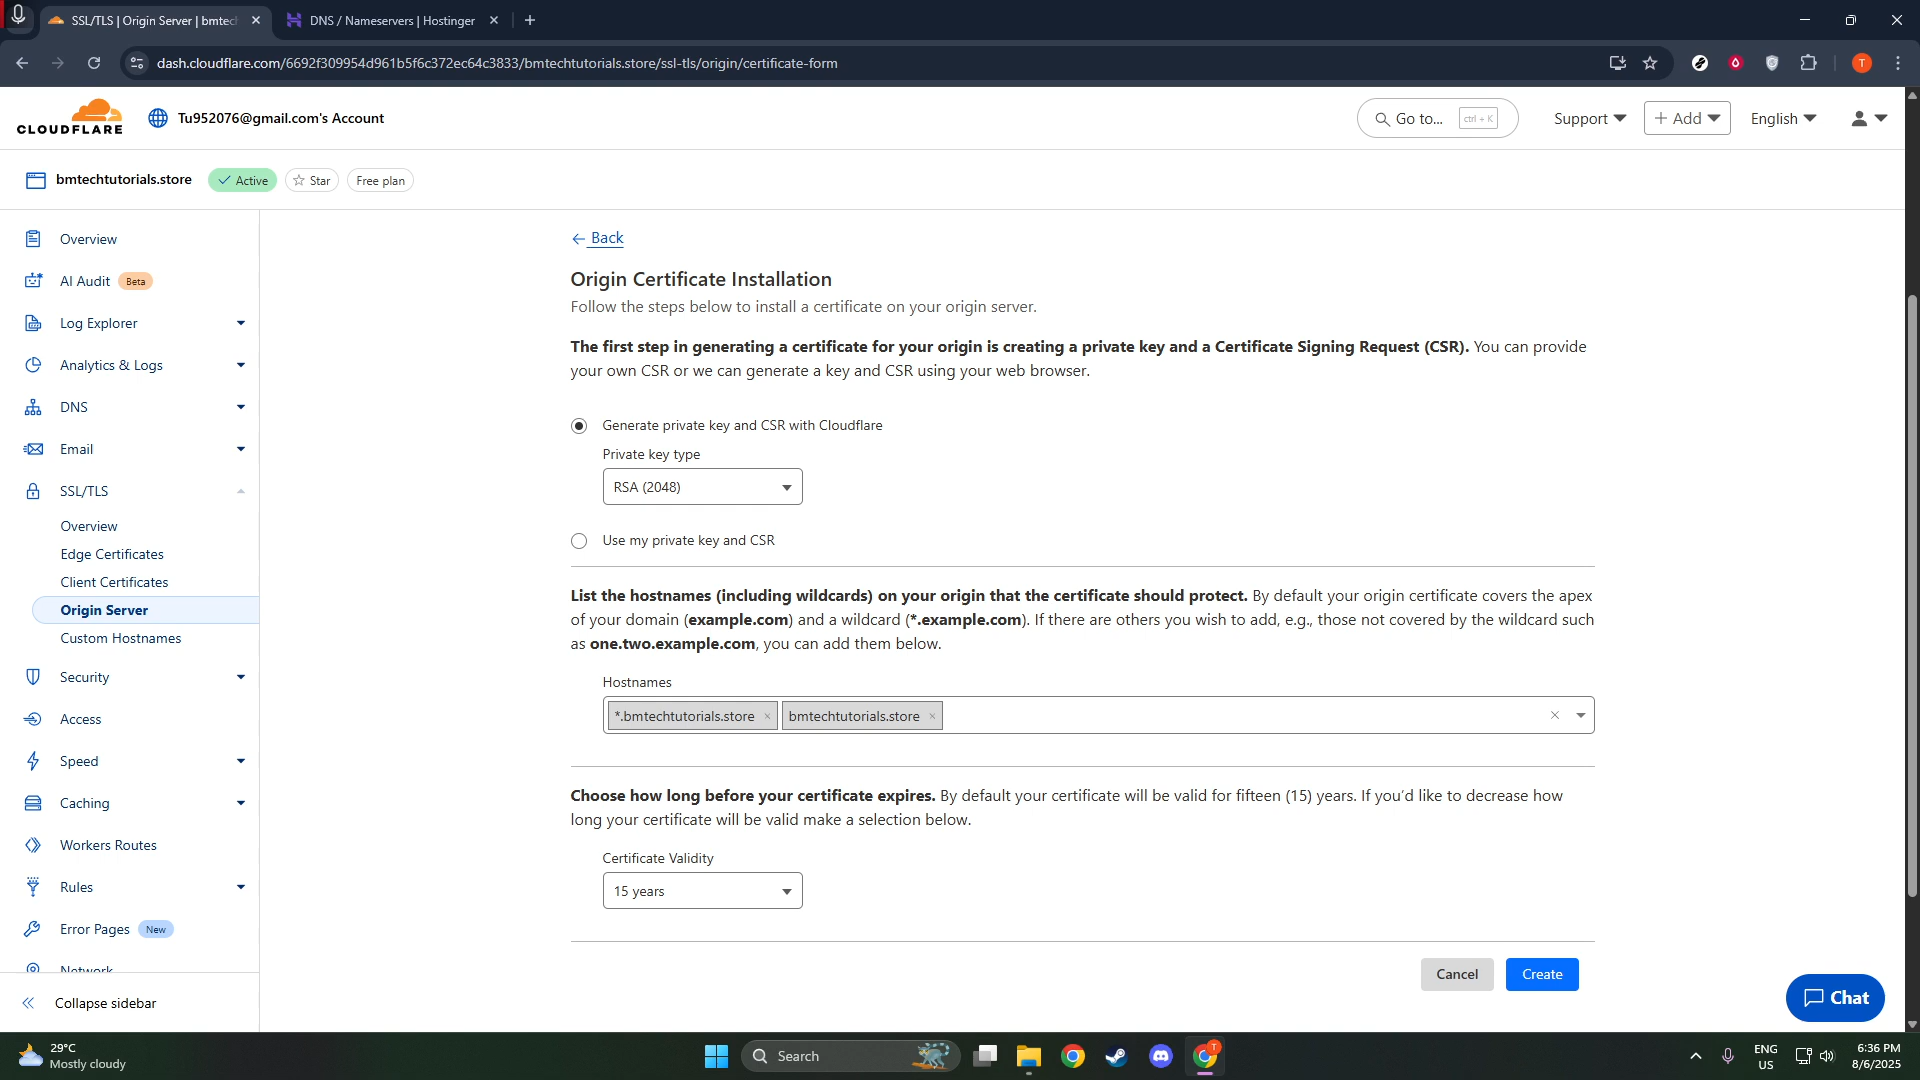 SSL/TLS | Origin Server | bmtech
DNS / Nameservers | Hostinger
dash.cloudflare.com/6692f309954d961b5f6c372ec64c3833/bmtechtutorials.store/ssl-tls/origin/certificate-form
T
CLOUDFLARE
Tu952076@gmail.com's Account
Go to...
ctrl + K
Support
+ Add
English
bmtechtutorials.store
Active
Star
Free plan
Overview
AI Audit
Beta
Log Explorer
Analytics & Logs
DNS
Email
SSL/TLS
Overview
Edge Certificates
Client Certificates
Origin Server
Custom Hostnames
Security
Access
Speed
Caching
Workers Routes
Rules
Error Pages
New
Network
Collapse sidebar
← Back
Origin Certificate Installation
Follow the steps below to install a certificate on your origin server.
The first step in generating a certificate for your origin is creating a private key and a Certificate Signing Request (CSR). You can provide
your own CSR or we can generate a key and CSR using your web browser.
Generate private key and CSR with Cloudflare
Private key type
RSA (2048)
Use my private key and CSR
List the hostnames (including wildcards) on your origin that the certificate should protect. By default your origin certificate covers the apex
of your domain (example.com) and a wildcard (*.example.com). If there are others you wish to add, e.g., those not covered by the wildcard such
as one.two.example.com, you can add them below.
Hostnames
*.bmtechtutorials.store ×
bmtechtutorials.store ×
Choose how long before your certificate expires. By default your certificate will be valid for fifteen (15) years. If you'd like to decrease how
long your certificate will be valid make a selection below.
Certificate Validity
15 years
Cancel
Create
Chat
29°C
Mostly cloudy
Search
T
ENG
US
6:36 PM
8/6/2025